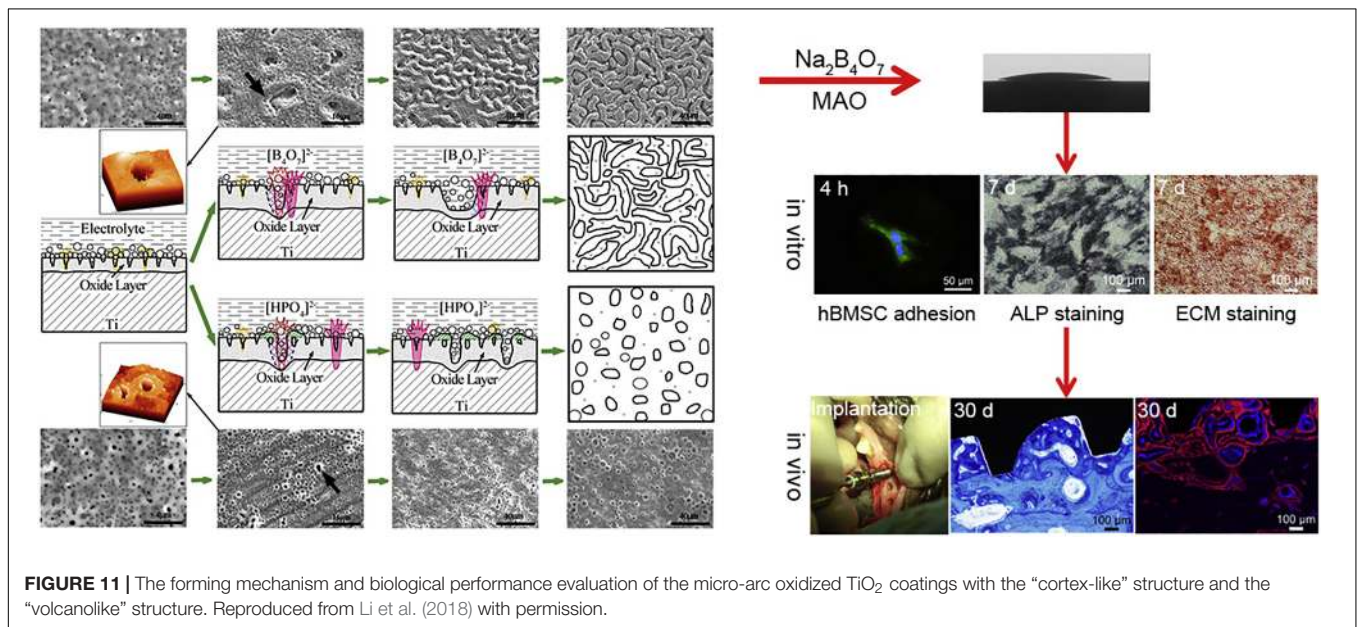 Na₂B₄O₇
MAO
[B₄O₇]²⁻
[B₄O₇]²⁻
Electrolyte
Oxide Layer
Ti
Oxide Layer
Ti
Oxide Layer
Ti
[HPO₄]²⁻
[HPO₄]²⁻
Oxide Layer
Ti
Oxide Layer
Ti
40μm
40μm
in vitro
4 h
7 d
7 d
50 μm
100 μm
100 μm
hBMSC adhesion
ALP staining
ECM staining
in vivo
Implantation
30 d
30 d
100 μm
100 μm
FIGURE 11 | The forming mechanism and biological performance evaluation of the micro-arc oxidized TiO₂ coatings with the “cortex-like” structure and the
“volcanolike” structure. Reproduced from Li et al. (2018) with permission.